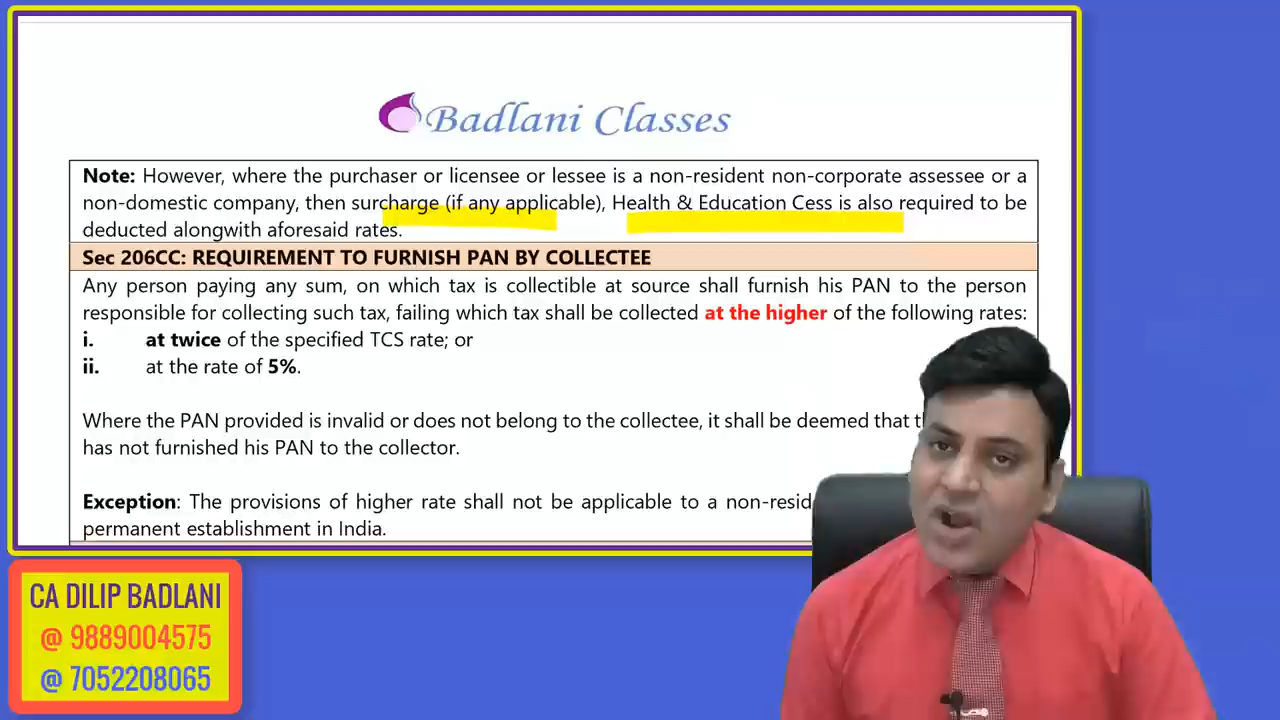 Badlani Classes
Note: However, where the purchaser or licensee or lessee is a non-resident non-corporate assessee or a
non-domestic company, then surcharge (if any applicable), Health & Education Cess is also required to be
deducted alongwith aforesaid rates.
Sec 206CC: REQUIREMENT TO FURNISH PAN BY COLLECTEE
Any person paying any sum, on which tax is collectible at source shall furnish his PAN to the person
responsible for collecting such tax, failing which tax shall be collected at the higher of the following rates:
i. at twice of the specified TCS rate; or
ii. at the rate of 5%.
Where the PAN provided is invalid or does not belong to the collectee, it shall be deemed that
has not furnished his PAN to the collector.
Exception: The provisions of higher rate shall not be applicable to a
permanent establishment in India.
CA DILIP BADLANI
@ 9889004575
@ 7052208065